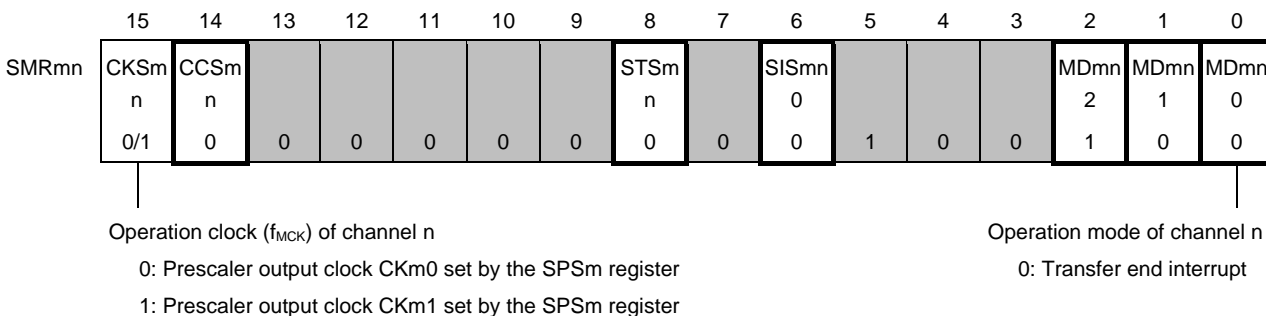 15 14 13 12 11 10 9 8 7 6 5 4 3 2 1 0
SMRmn CKSm CCSm STSm SISmn MDmn MDmn MDmn
n n n 0 2 1 0
0/1 0 0 0 0 0 0 0 0 0 1 0 0 1 0 0
Operation clock (fMCK) of channel n Operation mode of channel n
0: Prescaler output clock CKm0 set by the SPSm register 0: Transfer end interrupt
1: Prescaler output clock CKm1 set by the SPSm register